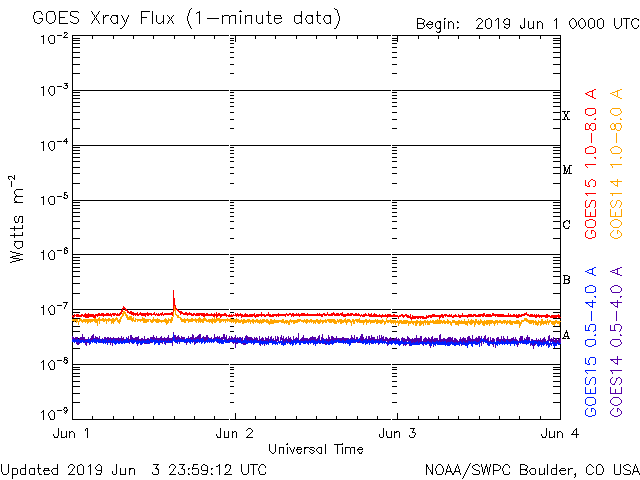 GOES Xray Flux (1-minute data)
Begin: 2019 Jun 1 0000 UTC
Watts m⁻²
10⁻²
10⁻³
10⁻⁴
10⁻⁵
10⁻⁶
10⁻⁷
10⁻⁸
10⁻⁹
X
M
C
B
A
GOES15 1.0-8.0 A
GOES14 1.0-8.0 A
GOES15 0.5-4.0 A
GOES14 0.5-4.0 A
Jun 1 Jun 2 Jun 3 Jun 4
Universal Time
Updated 2019 Jun 3 23:59:12 UTC
NOAA/SWPC Boulder, CO USA